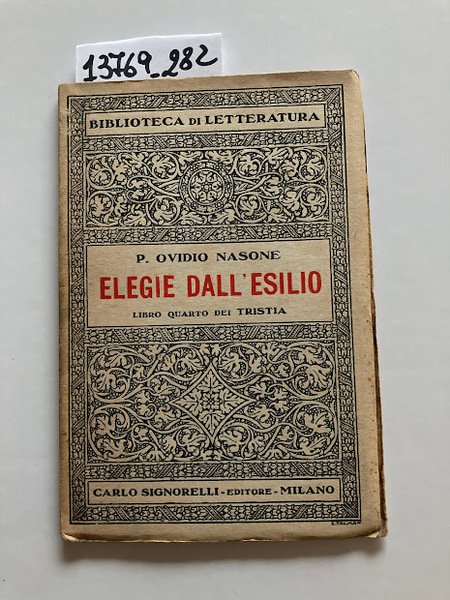 13769_282
BIBLIOTECA DI LETTERATURA
P. OVIDIO NASONE
ELEGIE DALL'ESILIO
LIBRO QUARTO DEI TRISTIA
CARLO SIGNORELLI - EDITORE - MILANO